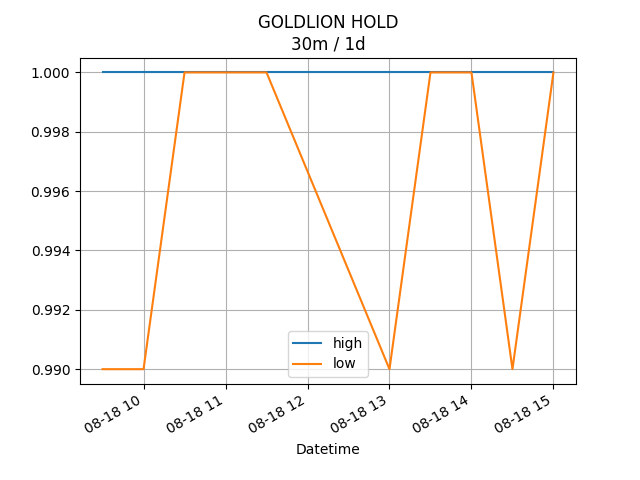 GOLDLION HOLD
30m / 1d
1.000
0.998
0.996
0.994
0.992
0.990
high
low
08-18 10
08-18 11
08-18 12
08-18 13
08-18 14
08-18 15
Datetime